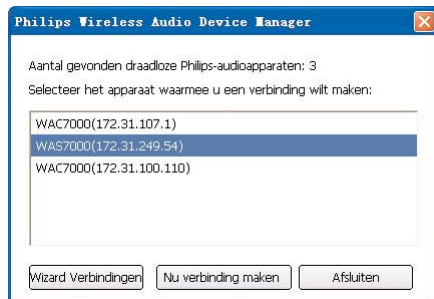 Philips Wireless Audio Device Manager
Aantal gevonden draadloze Philips-audioapparaten: 3
Selecteer het apparaat waarmee u een verbinding wilt maken:
WAC7000(172.31.107.1)
WAS7000(172.31.249.54)
WAC7000(172.31.100.110)
Wizard Verbindingen Nu verbinding maken Afsluiten